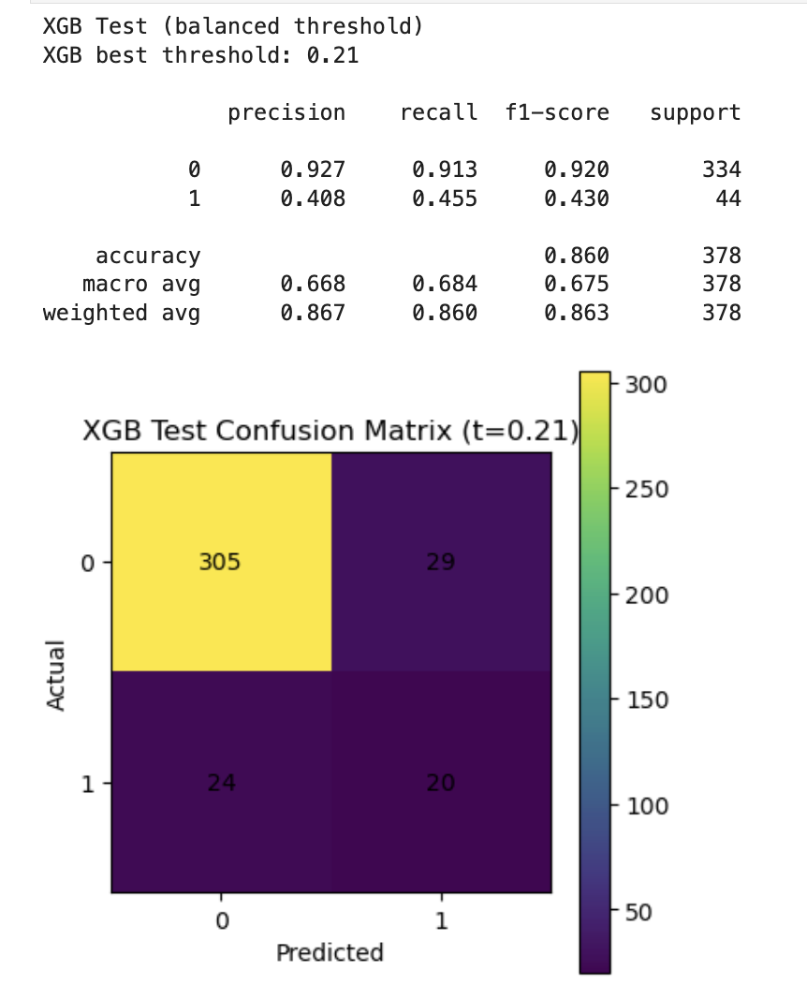 XGB Test (balanced threshold)
XGB best threshold: 0.21
precision recall f1-score support
0 0.927 0.913 0.920 334
1 0.408 0.455 0.430 44
accuracy 0.860 378
macro avg 0.668 0.684 0.675 378
weighted avg 0.867 0.860 0.863 378
XGB Test Confusion Matrix (t=0.21)
300
250
200
150
100
50
Actual
0
1
305 29
24 20
0 1
Predicted